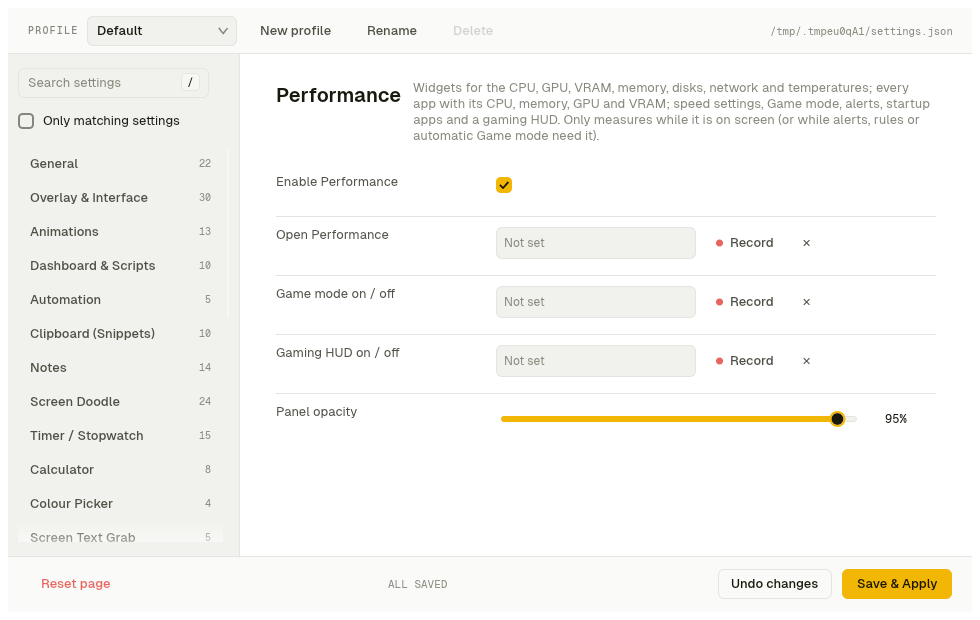 PROFILE Default New profile Rename Delete /tmp/.tmpeu0qA1/settings.json
Search settings /
Only matching settings
General 22
Overlay & Interface 30
Animations 13
Dashboard & Scripts 10
Automation 5
Clipboard (Snippets) 10
Notes 14
Screen Doodle 24
Timer / Stopwatch 15
Calculator 8
Colour Picker 4
Screen Text Grab 5
Performance
Widgets for the CPU, GPU, VRAM, memory, disks, network and temperatures; every
app with its CPU, memory, GPU and VRAM; speed settings, Game mode, alerts, startup
apps and a gaming HUD. Only measures while it is on screen (or while alerts, rules or
automatic Game mode need it).
Enable Performance
Open Performance Not set Record ×
Game mode on / off Not set Record ×
Gaming HUD on / off Not set Record ×
Panel opacity 95%
Reset page ALL SAVED Undo changes Save & Apply